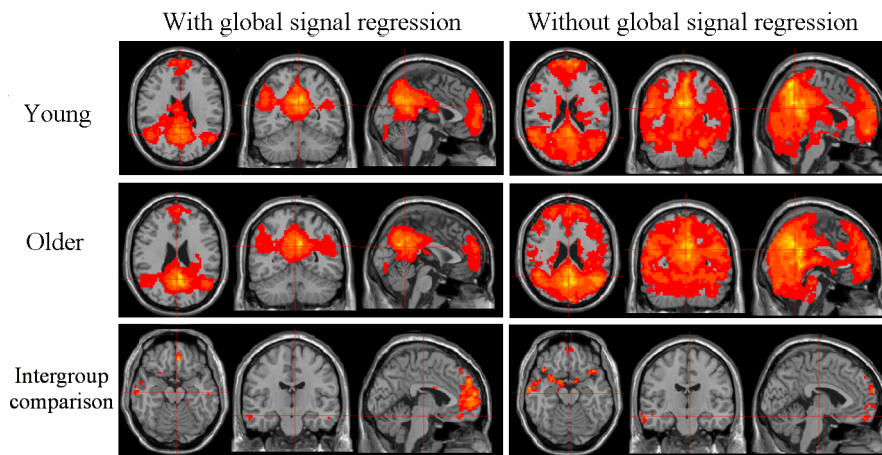 With global signal regression
Without global signal regression
Young
Older
Intergroup
comparison